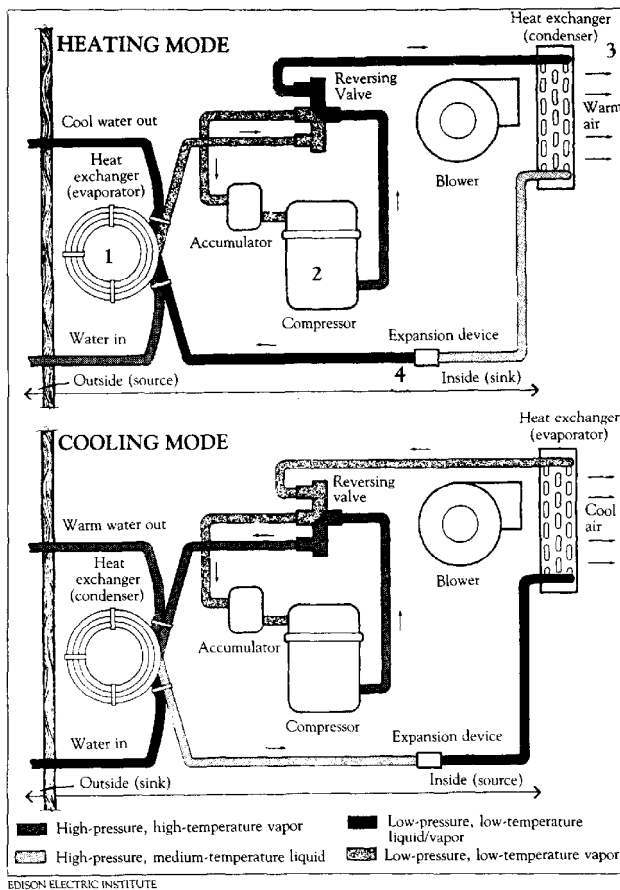 HEATING MODE
Heat exchanger
(condenser)
3
Reversing
Valve
Warm
air
Cool water out
Heat
exchanger
(evaporator)
Blower
1
Accumulator
2
Compressor
Water in
Expansion device
4
Outside (source)
Inside (sink)
COOLING MODE
Heat exchanger
(evaporator)
Reversing
valve
Warm water out
Cool
air
Heat
exchanger
(condenser)
Blower
Accumulator
Compressor
Water in
Expansion device
Outside (sink)
Inside (source)
High-pressure, high-temperature vapor
Low-pressure, low-temperature
liquid/vapor
High-pressure, medium-temperature liquid
Low-pressure, low-temperature vapor
EDISON ELECTRIC INSTITUTE